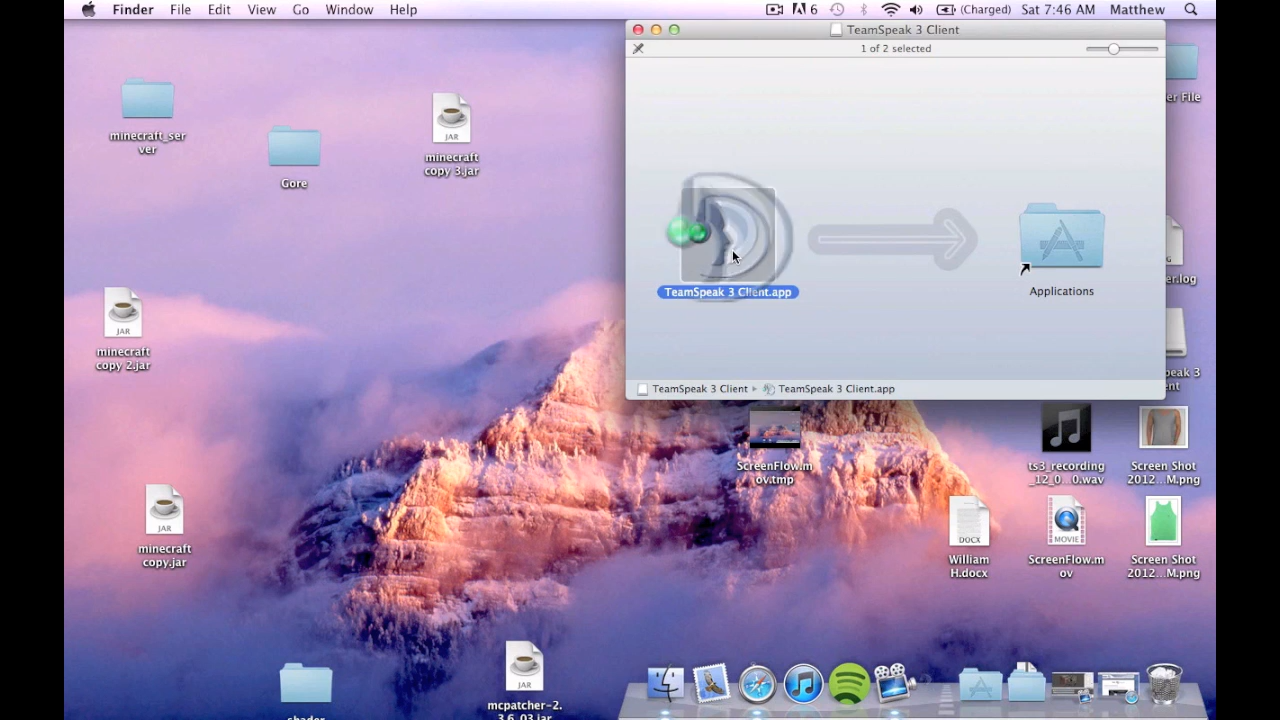 Finder File Edit View Go Window Help
6 (Charged) Sat 7:46 AM Matthew
TeamSpeak 3 Client
1 of 2 selected
er File
minecraft_ser
ver
Gore
JAR
minecraft
copy 3.jar
TeamSpeak 3 Client.app
Applications
er.log
JAR
minecraft
copy 2.jar
eak 3
ent
TeamSpeak 3 Client ▸ TeamSpeak 3 Client.app
ScreenFlow.m
ov.tmp
ts3_recording
_12_0...0.wav
Screen Shot
2012...M.png
JAR
minecraft
copy.jar
DOCX
William
H.docx
MOVIE
ScreenFlow.m
ov
Screen Shot
2012...M.png
shader
JAR
mcpatcher-2.
3.6_03.jar